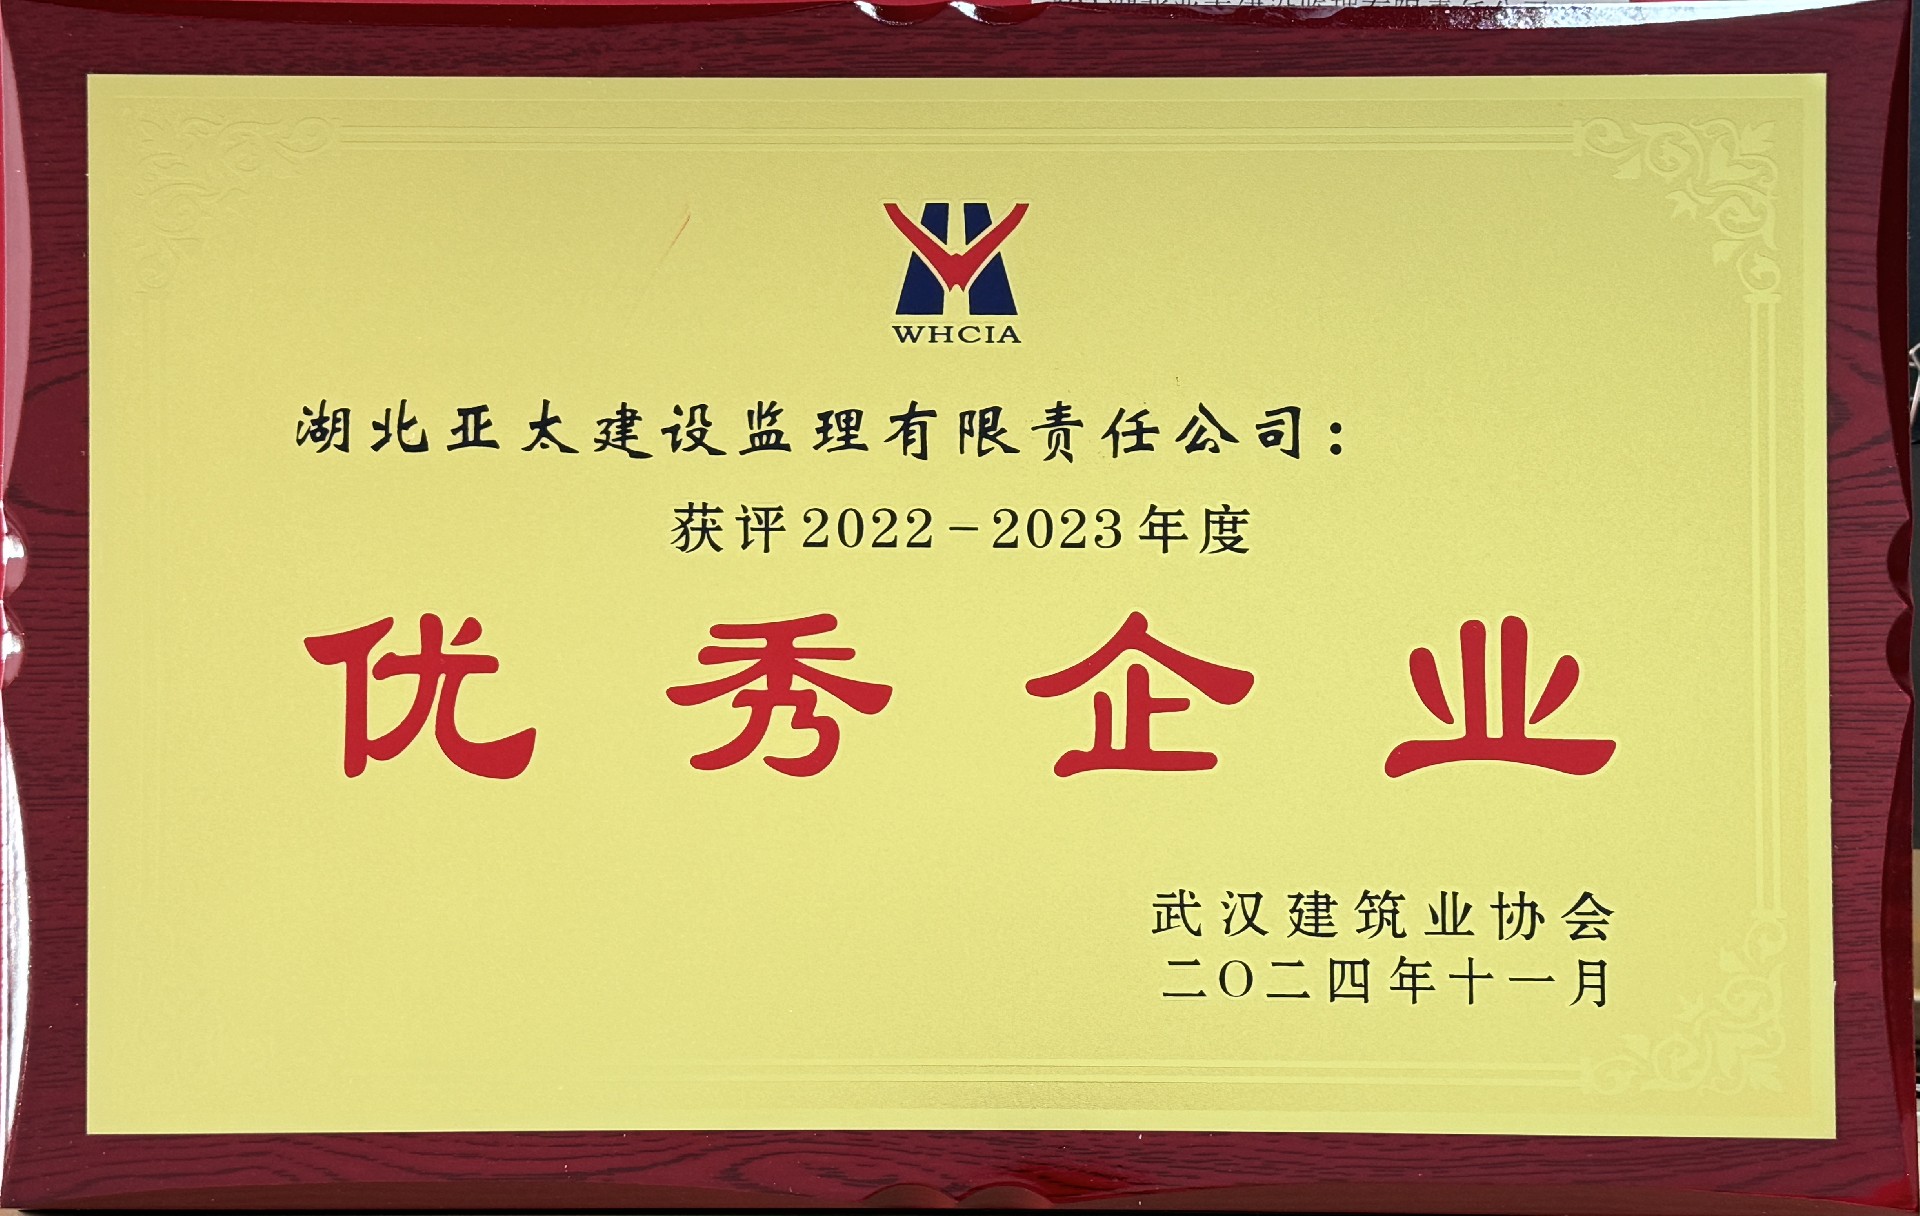 WHCIA
湖北亚太建设监理有限责任公司：
获评2022-2023年度
优秀企业
武汉建筑业协会
二〇二四年十一月